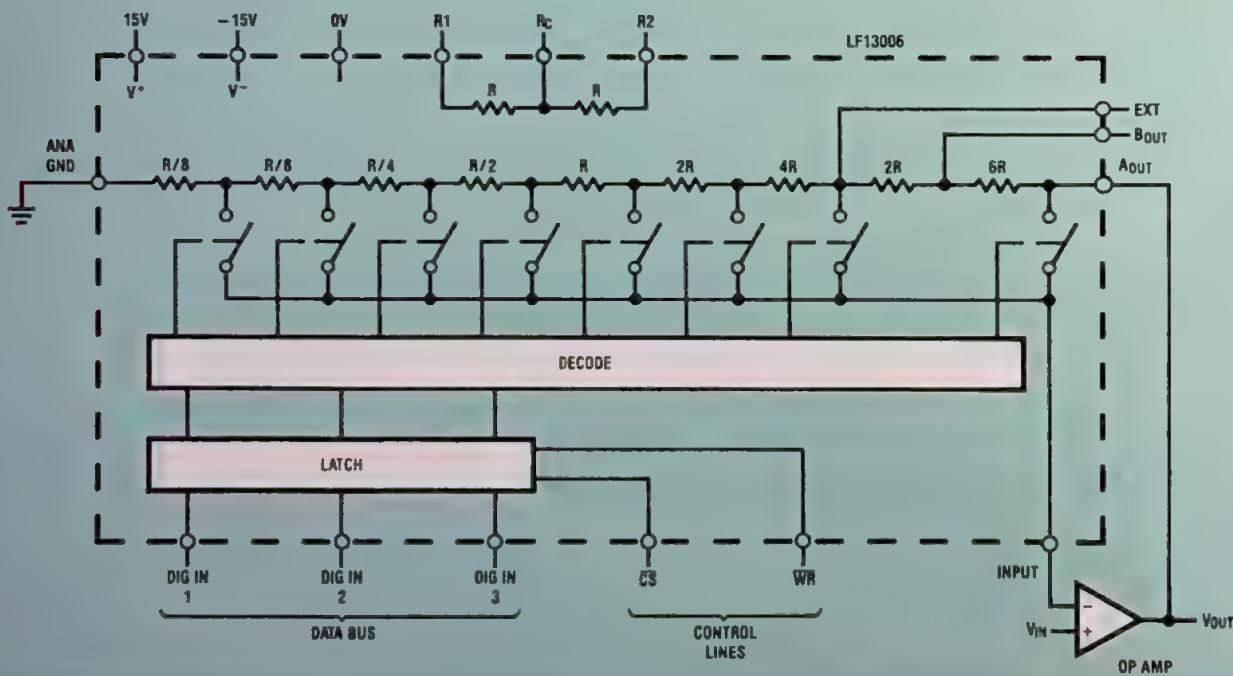 15V -15V 0V R1 RC R2
LF13006
V+ V-
R R
EXT
BOUT
ANA
GND
R/8 R/8 R/4 R/2 R 2R 4R 2R 6R
AOUT
DECODE
LATCH
DIG IN
1
DIG IN
2
DIG IN
3
CS
WR
INPUT
DATA BUS
CONTROL
LINES
VIN
-
+
VOUT
OP AMP